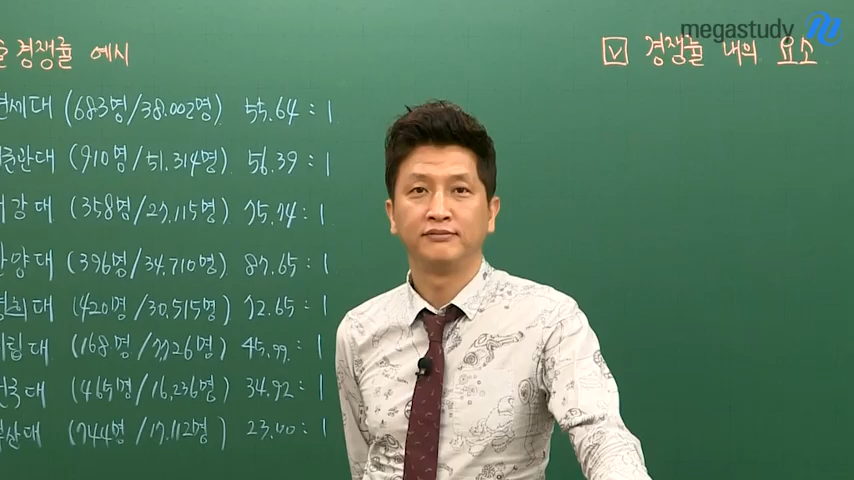 경쟁률 예시
세대 (683명/38.002명) 55.64 : 1
관대 (910명/51.314명) 56.39 : 1
강대 (358명/27,115명) 75.74 : 1
양대 (396명/34,710명) 87.65 : 1
희대 (420명/30,515명) 72.65 : 1
립대 (168명/7726명) 45.99 : 1
국대 (465명/16,236명) 34.92 : 1
산대 (744명/17.112명) 23.00 : 1
megastudy
V 경쟁률 내의 요소